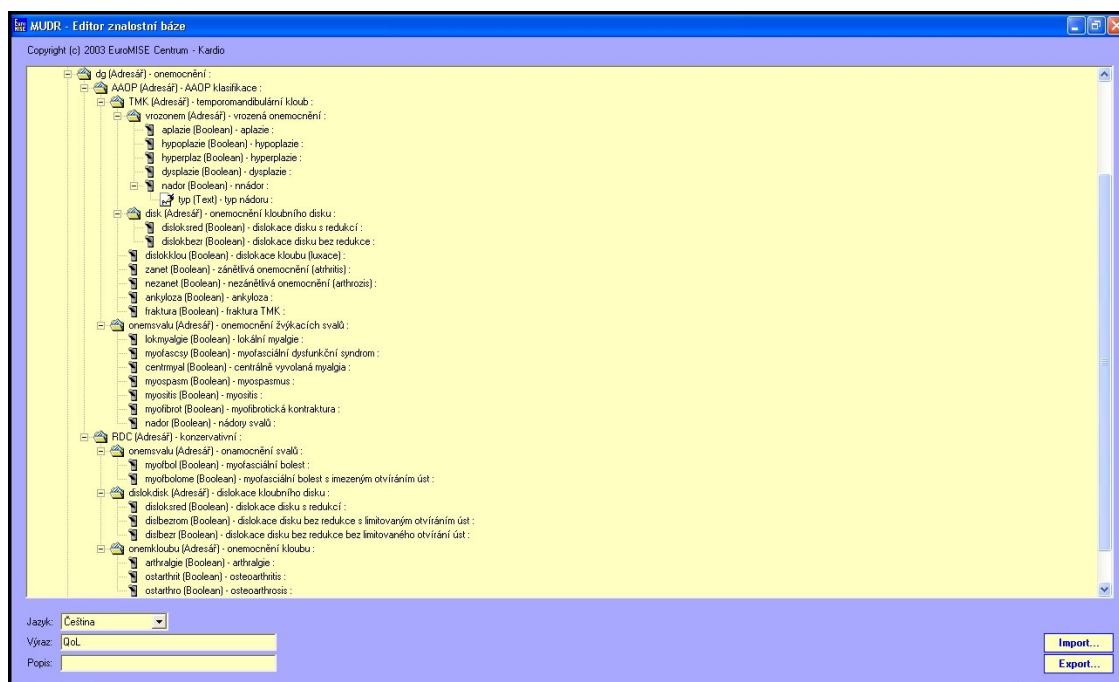 Euro MISE
MUDR - Editor znalostní báze
Copyright (c) 2003 EuroMISE Centrum - Kardio
dg (Adresář) - onemocnění :
AAOP (Adresář) - AAOP klasifikace :
TMK (Adresář) - temporomandibulární kloub :
vrozonem (Adresář) - vrozená onemocnění :
aplazie (Boolean) - aplazie :
hypoplazie (Boolean) - hypoplazie :
hyperplaz (Boolean) - hyperplazie :
dysplazie (Boolean) - dysplazie :
nador (Boolean) - nnádor :
typ (Text) - typ nádoru :
disk (Adresář) - onemocnění kloubního disku :
disloksred (Boolean) - dislokace disku s redukcí :
dislokbezr (Boolean) - dislokace disku bez redukce :
dislokklou (Boolean) - dislokace kloubu (luxace) :
zanet (Boolean) - zánětlivá onemocnění (atrhritis) :
nezanet (Boolean) - nezánětlivá onemocnění (arthrozis) :
ankyloza (Boolean) - ankyloza :
fraktura (Boolean) - fraktura TMK :
onemsvalu (Adresář) - onemocnění žvýkacích svalů :
lokmyalgie (Boolean) - lokální myalgie :
myofascsy (Boolean) - myofasciální dysfunkční syndrom :
centrmyal (Boolean) - centrálně vyvolaná myalgia :
myospasm (Boolean) - myospasmus :
myositis (Boolean) - myositis :
myofibrot (Boolean) - myofibrotická kontraktura :
nador (Boolean) - nádory svalů :
RDC (Adresář) - konzervativní :
onemsvalu (Adresář) - onamocnění svalů :
myofbol (Boolean) - myofasciální bolest :
myofbolome (Boolean) - myofasciální bolest s imezeným otvíráním úst :
dislokdisk (Adresář) - dislokace kloubního disku :
disloksred (Boolean) - dislokace disku s redukcí :
dislbezrom (Boolean) - dislokace disku bez redukce s limitovaným otvíráním úst :
dislbezr (Boolean) - dislokace disku bez redukce bez limitovaného otvírání úst :
onemkloubu (Adresář) - onemocnění kloubu :
arthralgie (Boolean) - arthralgie :
ostarthrit (Boolean) - osteoarthritis :
ostarthro (Boolean) - osteoarthrosis :
Jazyk: Čeština
Výraz: QoL
Import...
Popis:
Export...